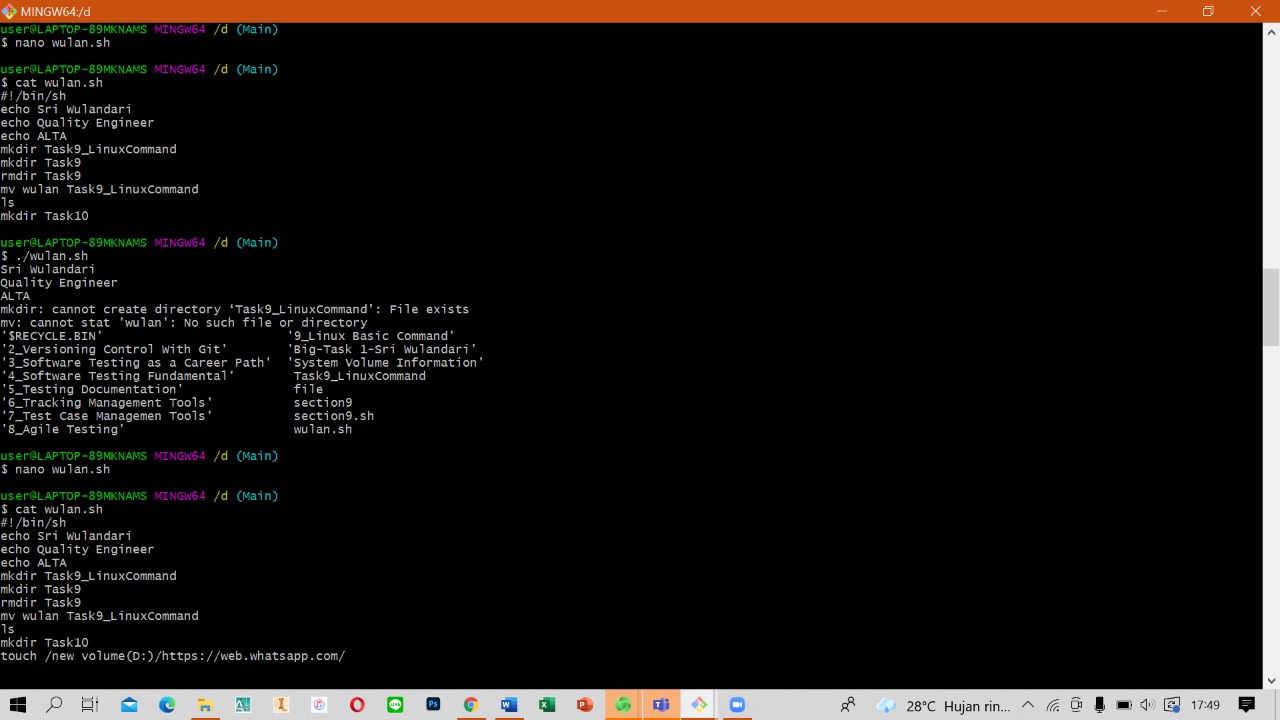 MINGW64:/d
user@LAPTOP-89MKNAMS MINGW64 /d (Main)
$ nano wulan.sh
user@LAPTOP-89MKNAMS MINGW64 /d (Main)
$ cat wulan.sh
#!/bin/sh
echo Sri Wulandari
echo Quality Engineer
echo ALTA
mkdir Task9_LinuxCommand
mkdir Task9
rmdir Task9
mv wulan Task9_LinuxCommand
ls
mkdir Task10
user@LAPTOP-89MKNAMS MINGW64 /d (Main)
$ ./wulan.sh
Sri Wulandari
Quality Engineer
ALTA
mkdir: cannot create directory ‘Task9_LinuxCommand’: File exists
mv: cannot stat 'wulan': No such file or directory
'$RECYCLE.BIN' '9_Linux Basic Command'
'2_Versioning Control With Git' 'Big-Task 1-Sri Wulandari'
'3_Software Testing as a Career Path' 'System Volume Information'
'4_Software Testing Fundamental' Task9_LinuxCommand
'5_Testing Documentation' file
'6_Tracking Management Tools' section9
'7_Test Case Managemen Tools' section9.sh
'8_Agile Testing' wulan.sh
user@LAPTOP-89MKNAMS MINGW64 /d (Main)
$ nano wulan.sh
user@LAPTOP-89MKNAMS MINGW64 /d (Main)
$ cat wulan.sh
#!/bin/sh
echo Sri Wulandari
echo Quality Engineer
echo ALTA
mkdir Task9_LinuxCommand
mkdir Task9
rmdir Task9
mv wulan Task9_LinuxCommand
ls
mkdir Task10
touch /new volume(D:)/https://web.whatsapp.com/
28°C Hujan rin... 17:49